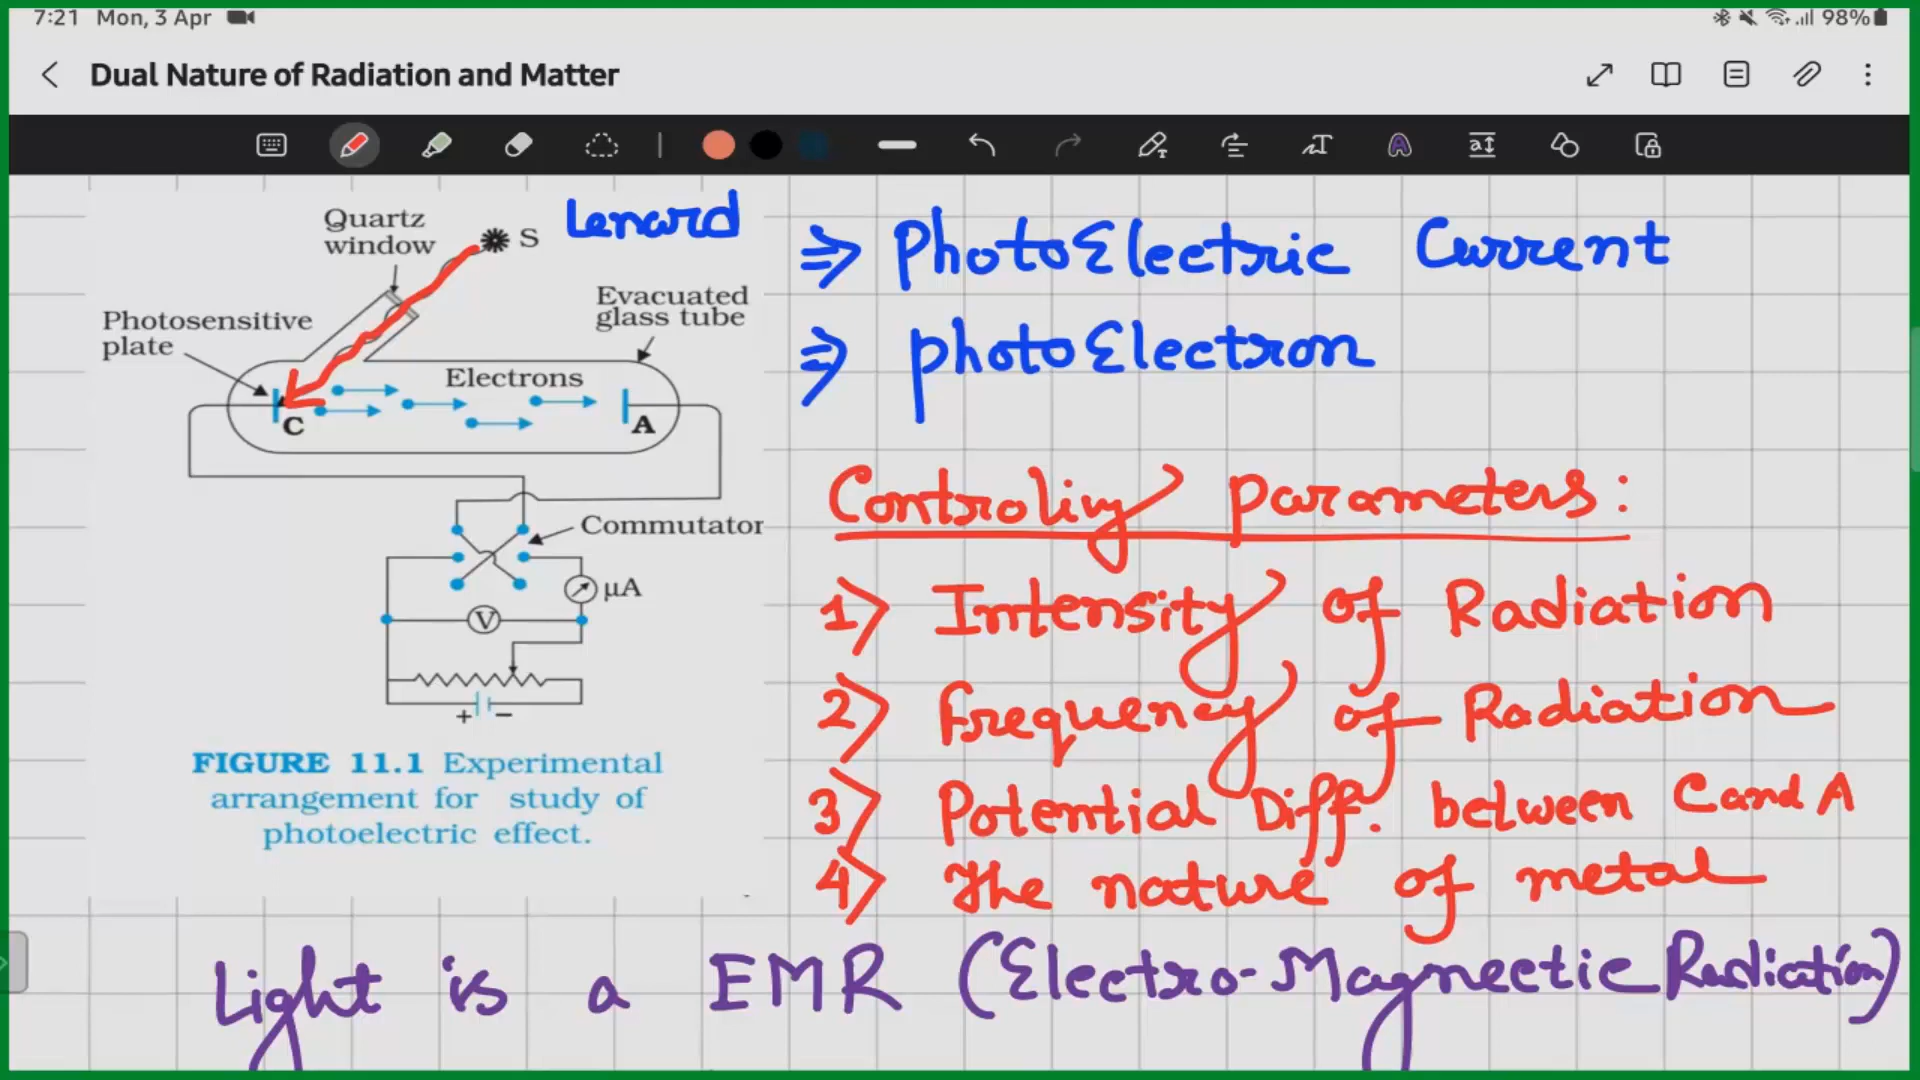 7:21 Mon, 3 Apr 98%
Dual Nature of Radiation and Matter
Quartz
window
S
Lenard
Evacuated
glass tube
Photosensitive
plate
Electrons
C
A
Commutator
µA
V
+ −
FIGURE 11.1 Experimental
arrangement for study of
photoelectric effect.
⇒ PhotoElectric Current
⇒ photoElectron
Controling Parameters:
1> Intensity of Radiation
2> Frequency of Radiation
3> Potential Diff. between C and A
4> The nature of metal
Light is a EMR (Electro-Magneetic Radiation)